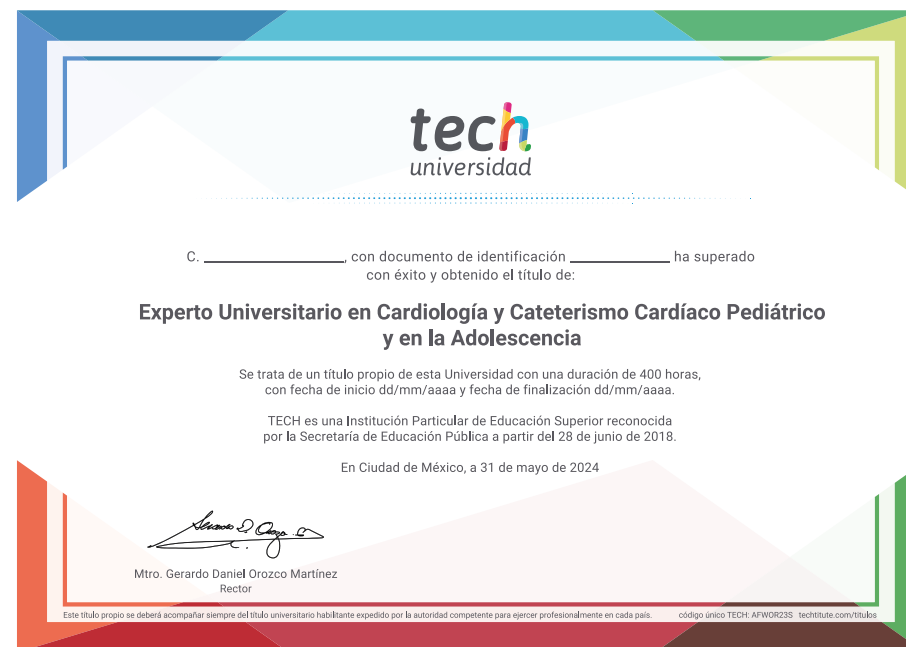 tech
universidad
C. ____________________, con documento de identificación ______________ ha superado
con éxito y obtenido el título de:
Experto Universitario en Cardiología y Cateterismo Cardíaco Pediátrico
y en la Adolescencia
Se trata de un título propio de esta Universidad con una duración de 400 horas,
con fecha de inicio dd/mm/aaaa y fecha de finalización dd/mm/aaaa.
TECH es una Institución Particular de Educación Superior reconocida
por la Secretaría de Educación Pública a partir del 28 de junio de 2018.
En Ciudad de México, a 31 de mayo de 2024
Mtro. Gerardo Daniel Orozco Martínez
Rector
Este título propio se deberá acompañar siempre del título universitario habilitante expedido por la autoridad competente para ejercer profesionalmente en cada país. código único TECH: AFWOR23S techtitute.com/titulos